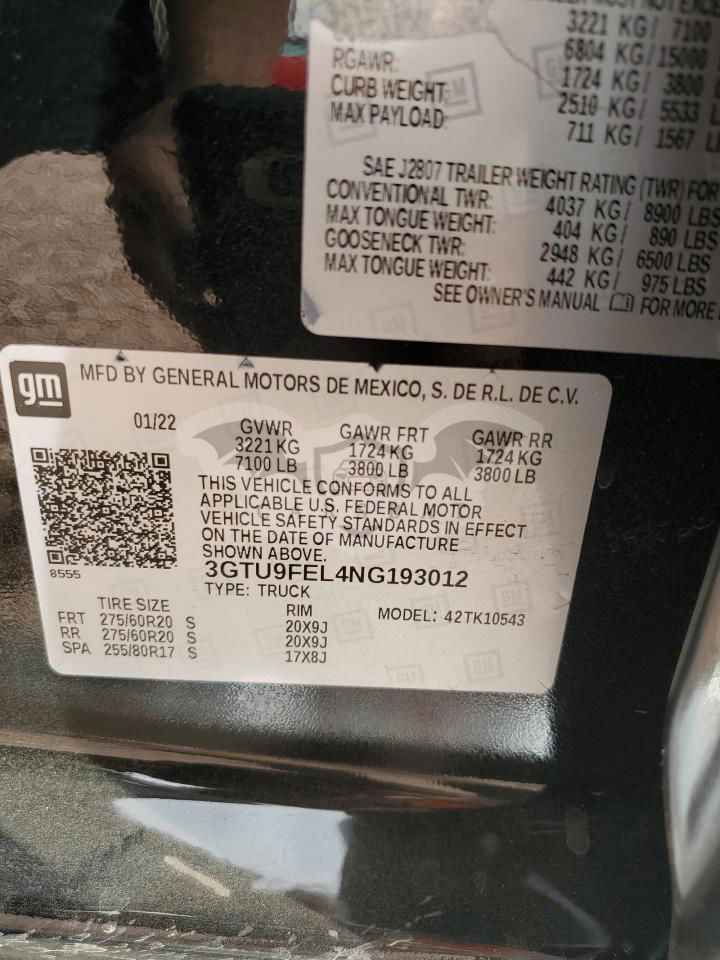 3221 KG/ 7100
6804 KG/ 15000
RGAWR: 1724 KG/ 3800
CURB WEIGHT: 2510 KG/ 5533
MAX PAYLOAD: 711 KG/ 1567
SAE J2807 TRAILER WEIGHT RATING (TWR) FOR
CONVENTIONAL TWR: 4037 KG/ 8900 LBS
MAX TONGUE WEIGHT: 404 KG/ 890 LBS
GOOSENECK TWR: 2948 KG/ 6500 LBS
MAX TONGUE WEIGHT: 442 KG/ 975 LBS
SEE OWNER'S MANUAL FOR MORE
gm MFD BY GENERAL MOTORS DE MEXICO, S. DE R.L. DE C.V.
01/22 GVWR GAWR FRT GAWR RR
3221 KG 1724 KG 1724 KG
7100 LB 3800 LB 3800 LB
THIS VEHICLE CONFORMS TO ALL
APPLICABLE U.S. FEDERAL MOTOR
VEHICLE SAFETY STANDARDS IN EFFECT
ON THE DATE OF MANUFACTURE
SHOWN ABOVE.
8555
3GTU9FEL4NG193012
TYPE: TRUCK
TIRE SIZE RIM MODEL: 42TK10543
FRT 275/60R20 S 20X9J
RR 275/60R20 S 20X9J
SPA 255/80R17 S 17X8J